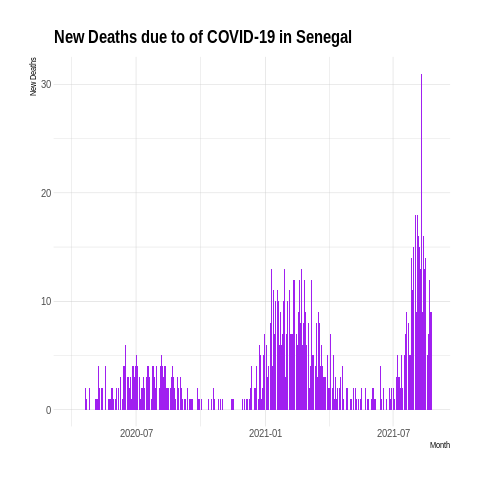 New Deaths due to of COVID-19 in Senegal
New Deaths
30
20
10
0
2020-07
2021-01
2021-07
Month